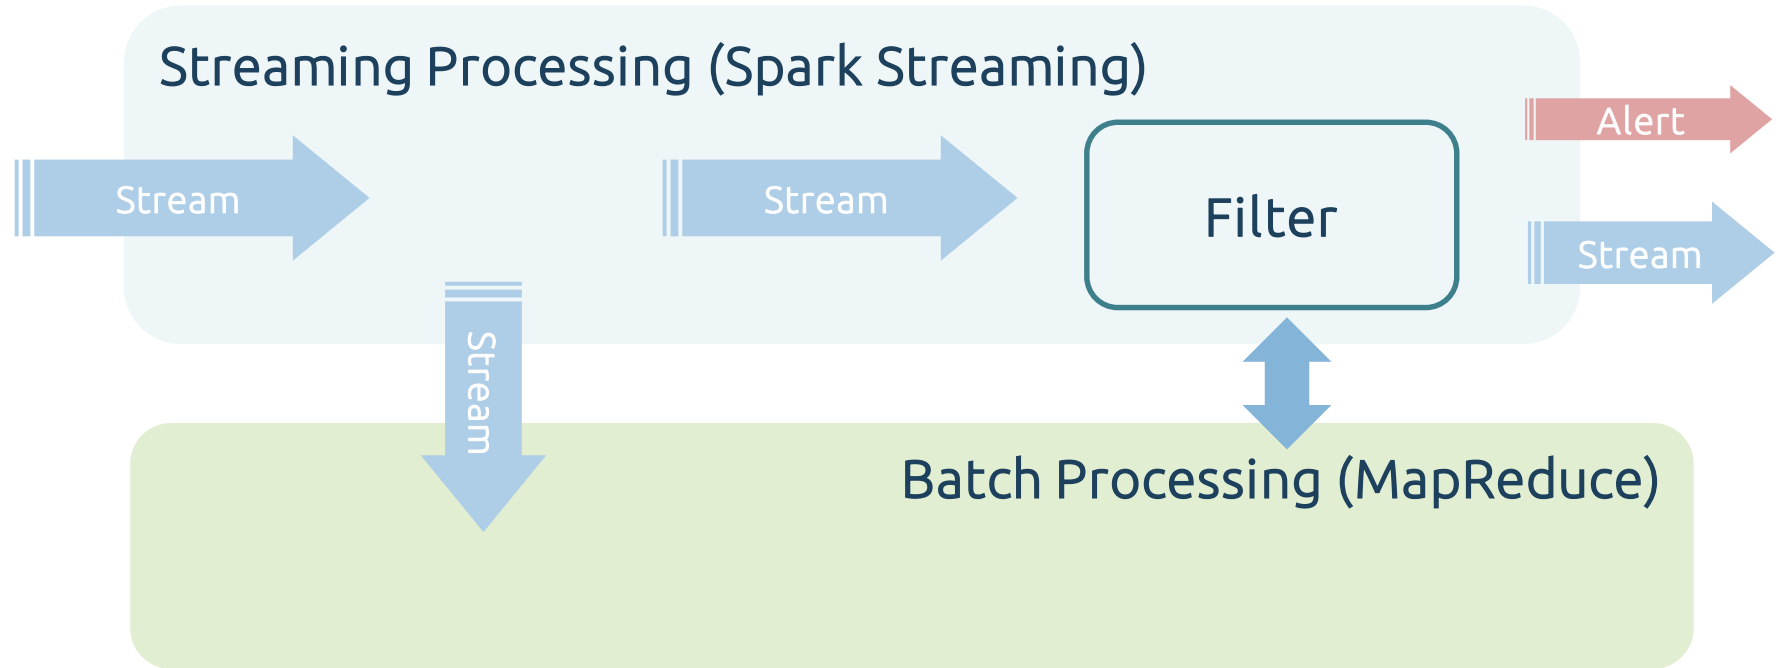 Streaming Processing (Spark Streaming)
Alert
Stream
Stream
Filter
Stream
Stream
Batch Processing (MapReduce)